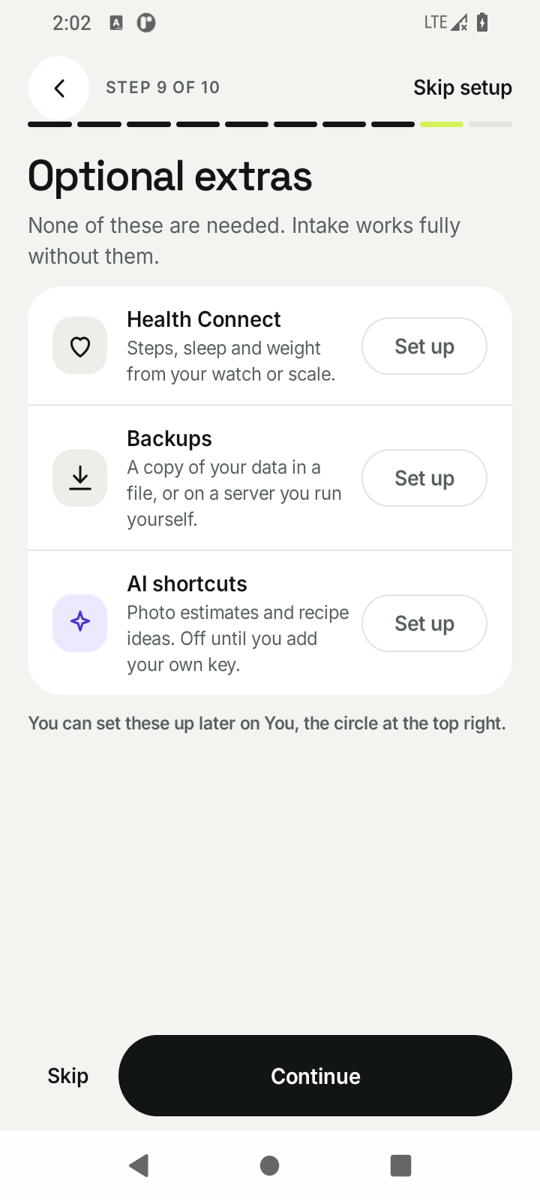 2:02
LTE
STEP 9 OF 10
Skip setup
Optional extras
None of these are needed. Intake works fully
without them.
Health Connect
Steps, sleep and weight
from your watch or scale.
Set up
Backups
A copy of your data in a
file, or on a server you run
yourself.
Set up
AI shortcuts
Photo estimates and recipe
ideas. Off until you add
your own key.
Set up
You can set these up later on You, the circle at the top right.
Skip
Continue